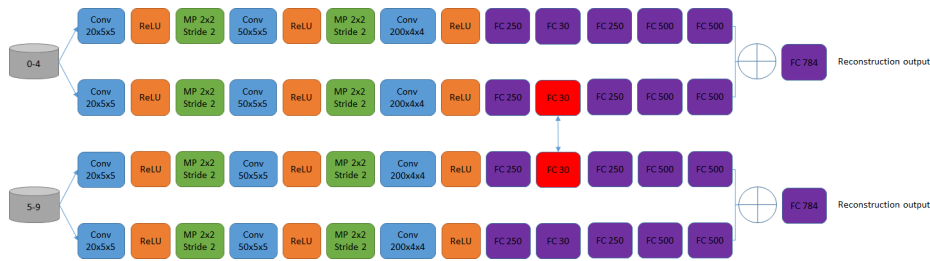 0-4
Conv
20x5x5
ReLU
MP 2x2
Stride 2
Conv
50x5x5
ReLU
MP 2x2
Stride 2
Conv
200x4x4
ReLU
FC 250
FC 30
FC 250
FC 500
FC 500
Conv
20x5x5
ReLU
MP 2x2
Stride 2
Conv
50x5x5
ReLU
MP 2x2
Stride 2
Conv
200x4x4
ReLU
FC 250
FC 30
FC 250
FC 500
FC 500
FC 784
Reconstruction output
5-9
Conv
20x5x5
ReLU
MP 2x2
Stride 2
Conv
50x5x5
ReLU
MP 2x2
Stride 2
Conv
200x4x4
ReLU
FC 250
FC 30
FC 250
FC 500
FC 500
Conv
20x5x5
ReLU
MP 2x2
Stride 2
Conv
50x5x5
ReLU
MP 2x2
Stride 2
Conv
200x4x4
ReLU
FC 250
FC 30
FC 250
FC 500
FC 500
FC 784
Reconstruction output